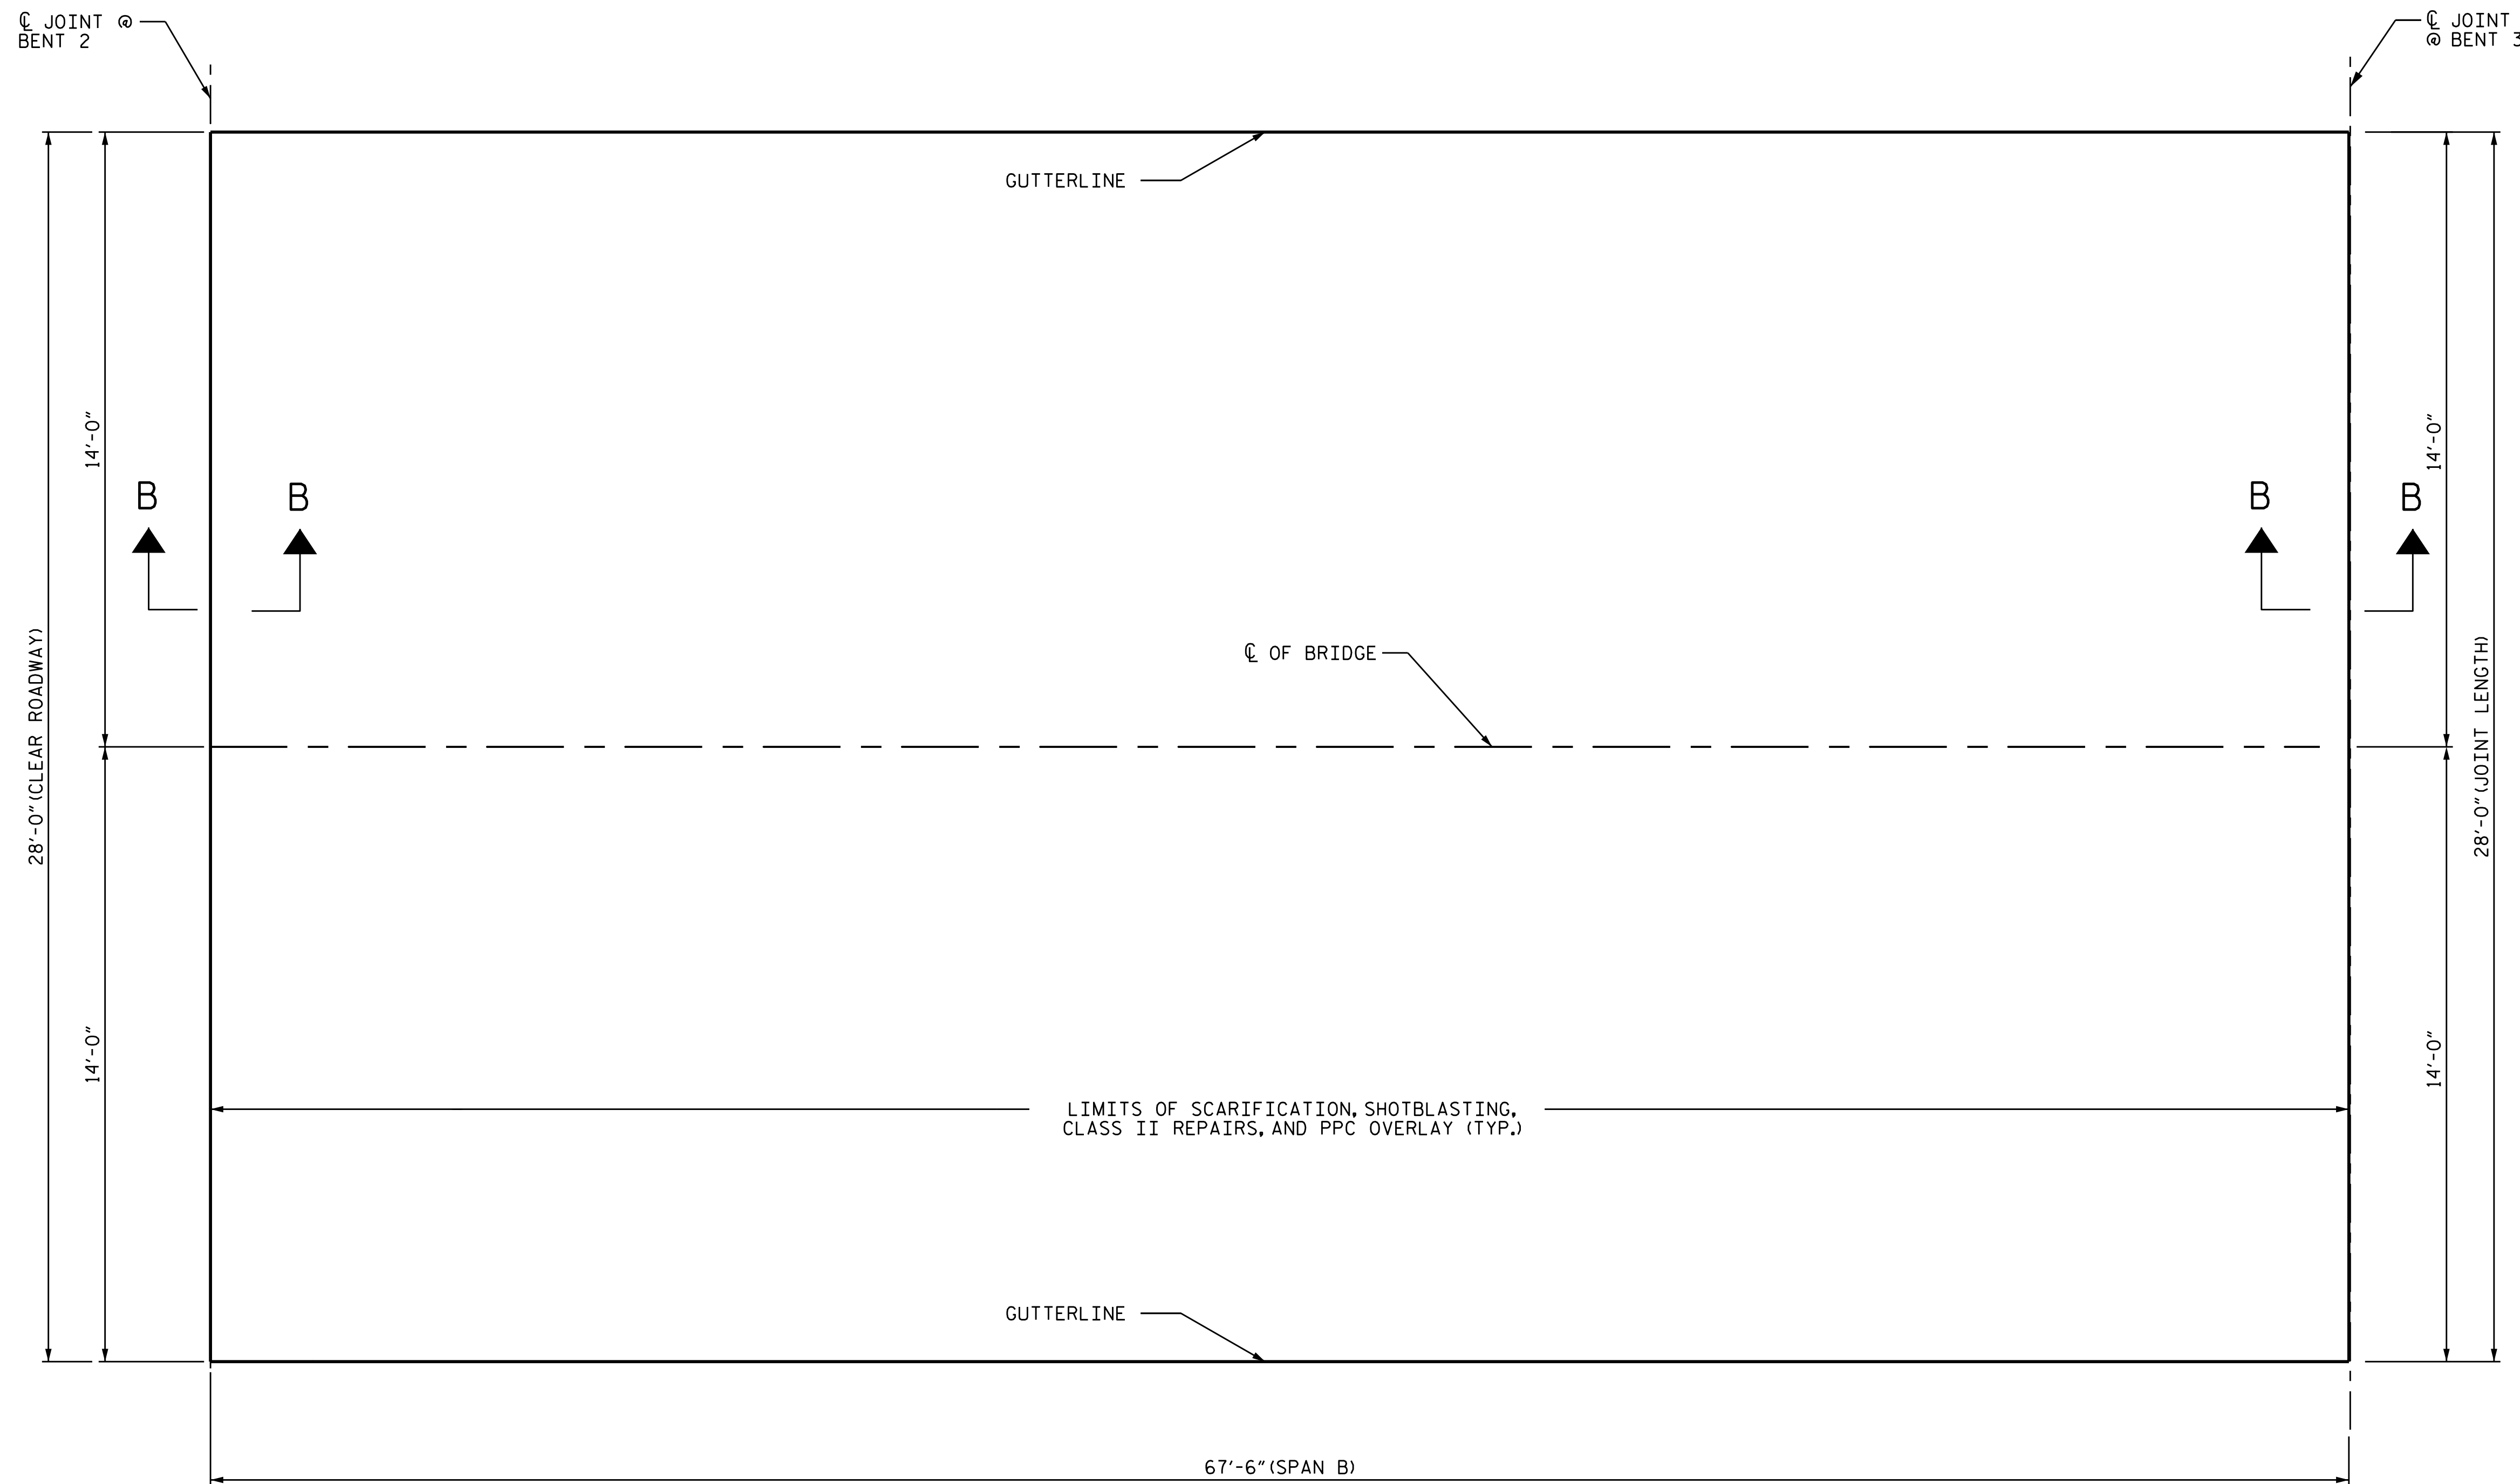 ℄ JOINT @
BENT 2
℄ JOINT
@ BENT 3
GUTTERLINE
14'-0"
14'-0"
B
B
B
B
28'-0"(CLEAR ROADWAY)
℄ OF BRIDGE
28'-0"(JOINT LENGTH)
14'-0"
14'-0"
LIMITS OF SCARIFICATION, SHOTBLASTING,
CLASS II REPAIRS, AND PPC OVERLAY (TYP.)
GUTTERLINE
67'-6"(SPAN B)